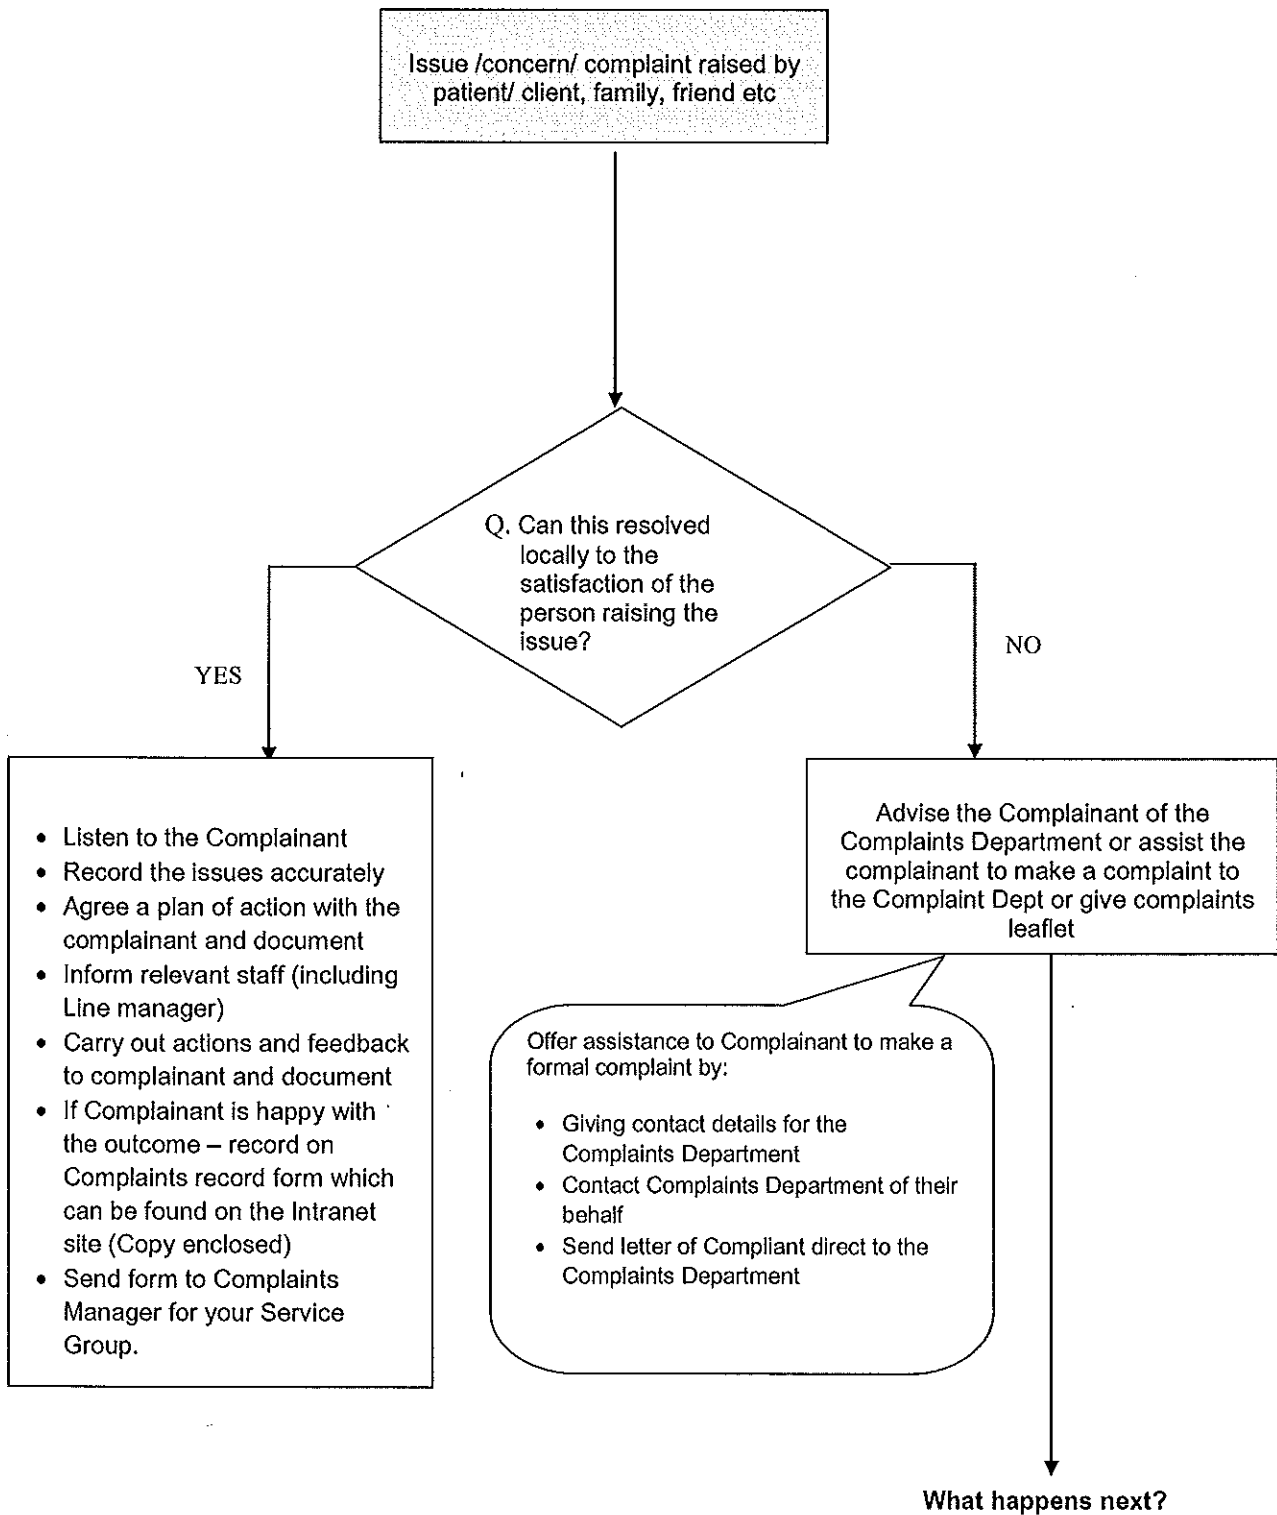 Issue /concern/ complaint raised by
patient/ client, family, friend etc
Q. Can this resolved
locally to the
satisfaction of the
person raising the
issue?
YES
NO
• Listen to the Complainant
• Record the issues accurately
• Agree a plan of action with the
complainant and document
• Inform relevant staff (including
Line manager)
• Carry out actions and feedback
to complainant and document
• If Complainant is happy with
the outcome – record on
Complaints record form which
can be found on the Intranet
site (Copy enclosed)
• Send form to Complaints
Manager for your Service
Group.
Advise the Complainant of the
Complaints Department or assist the
complainant to make a complaint to
the Complaint Dept or give complaints
leaflet
Offer assistance to Complainant to make a
formal complaint by:
• Giving contact details for the
Complaints Department
• Contact Complaints Department of their
behalf
• Send letter of Compliant direct to the
Complaints Department
What happens next?